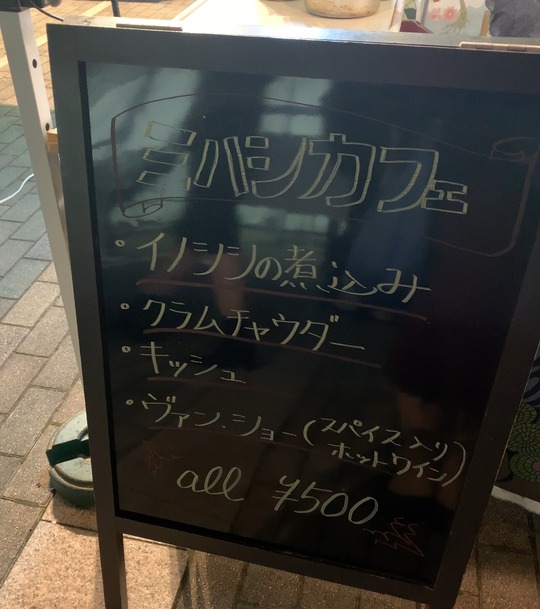 ミハシカフェ
・イノシシの煮込み
・クラムチャウダー
・キッシュ
・ヴァン・ショー(スパイス入りホットワイン)
all ¥500